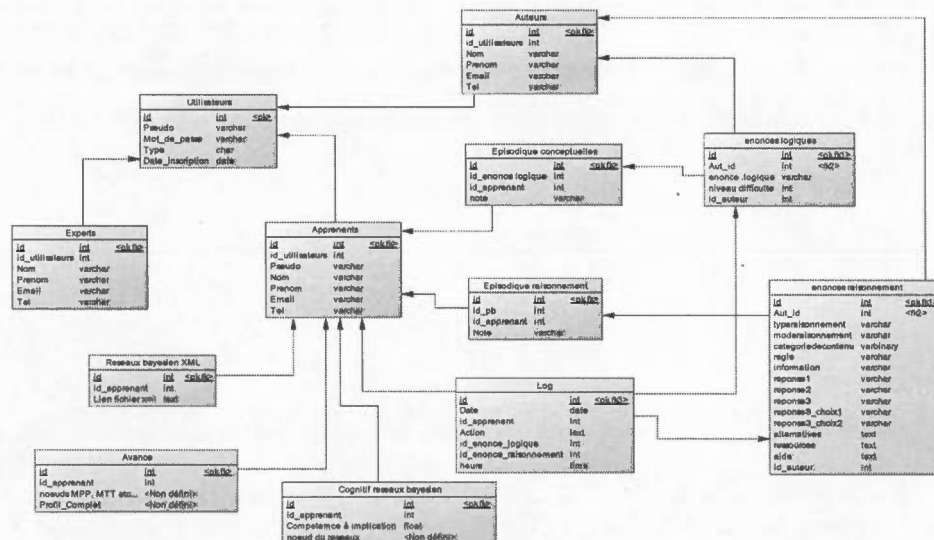 Auteurs
id int <pk,fk>
id_utilisateurs int
Nom varchar
Prenom varchar
Email varchar
Tel varchar
Utilisateurs
id int <pk>
Pseudo varchar
Mot_de_passe varchar
Type char
Date_inscription date
Episodique conceptuelles
id int <pk,fk>
id_enonce logique int
id_apprenant int
note varchar
enonces logiques
id int <pk,fk1>
Aut_id int <fk2>
enonce .logique varchar
niveau difficulte int
id_auteur int
Experts
id int <pk,fk>
id_utilisateurs int
Nom varchar
Prenom varchar
Email varchar
Tel varchar
Apprenants
id int <pk,fk>
id_utilisateurs int
Pseudo varchar
Nom varchar
Prenom varchar
Email varchar
Tel varchar
Episodique raisonnement
id int <pk,fk>
id_pb int
id_apprenant int
Note varchar
enonces raisonnement
id int <pk,fk1>
Aut_id int <fk2>
typeraisonnement varchar
moderaisonnement varchar
categoriedecontenu varbinary
regle varchar
information varchar
reponse1 varchar
reponse2 varchar
reponse3 varchar
reponse3_choix1 varchar
reponse3_choix2 varchar
alternatives text
ressources text
aide text
id_auteur. int
Reseaux bayesien XML
id int <pk,fk>
id_apprenant int
Lien fichier xml text
Log
id int <pk,fk3>
Date date
id_apprenant int
Action text
id_enonce_logique int
id_enonce_raisonnement int
heure time
Avance
id int <pk,fk>
id_apprenant int
noeuds MPP, MTT etc... <Non défini>
Profil_Complet <Non défini>
Cognitif reseaux bayesien
id int <pk,fk>
id_apprenant int
Competence à implication float
noeud du reseaux <Non défini>